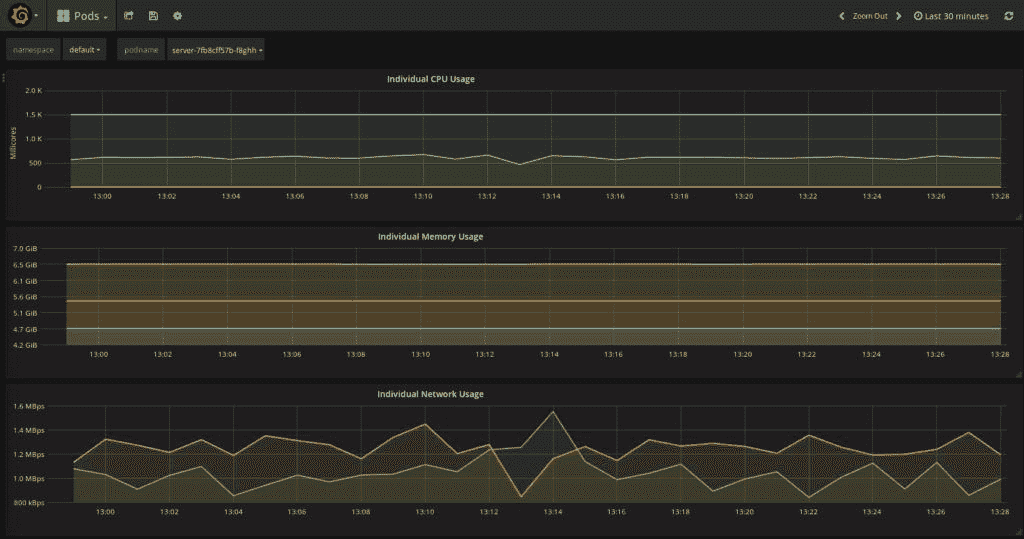 Pods
Zoom Out
Last 30 minutes
namespace default podname server-7fb8cff57b-f8ghh
Individual CPU Usage
Millicores
2.0 K
1.5 K
1.0 K
500
0
13:00 13:02 13:04 13:06 13:08 13:10 13:12 13:14 13:16 13:18 13:20 13:22 13:24 13:26 13:28
Individual Memory Usage
7.0 GiB
6.5 GiB
6.1 GiB
5.6 GiB
5.1 GiB
4.7 GiB
4.2 GiB
13:00 13:02 13:04 13:06 13:08 13:10 13:12 13:14 13:16 13:18 13:20 13:22 13:24 13:26 13:28
Individual Network Usage
1.6 MBps
1.4 MBps
1.2 MBps
1.0 MBps
800 kBps
13:00 13:02 13:04 13:06 13:08 13:10 13:12 13:14 13:16 13:18 13:20 13:22 13:24 13:26 13:28